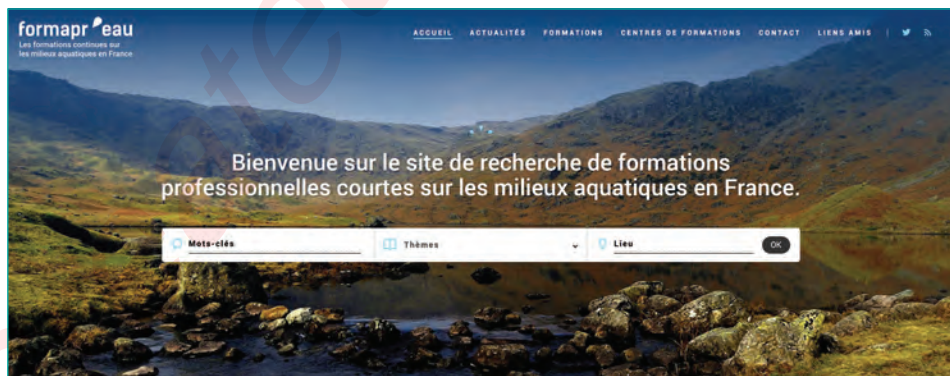 formapr'eau
Les formations continues sur
les milieux aquatiques en France
ACCUEIL ACTUALITÉS FORMATIONS CENTRES DE FORMATIONS CONTACT LIENS AMIS
Bienvenue sur le site de recherche de formations
professionnelles courtes sur les milieux aquatiques en France.
Mots-clés Thèmes Lieu OK